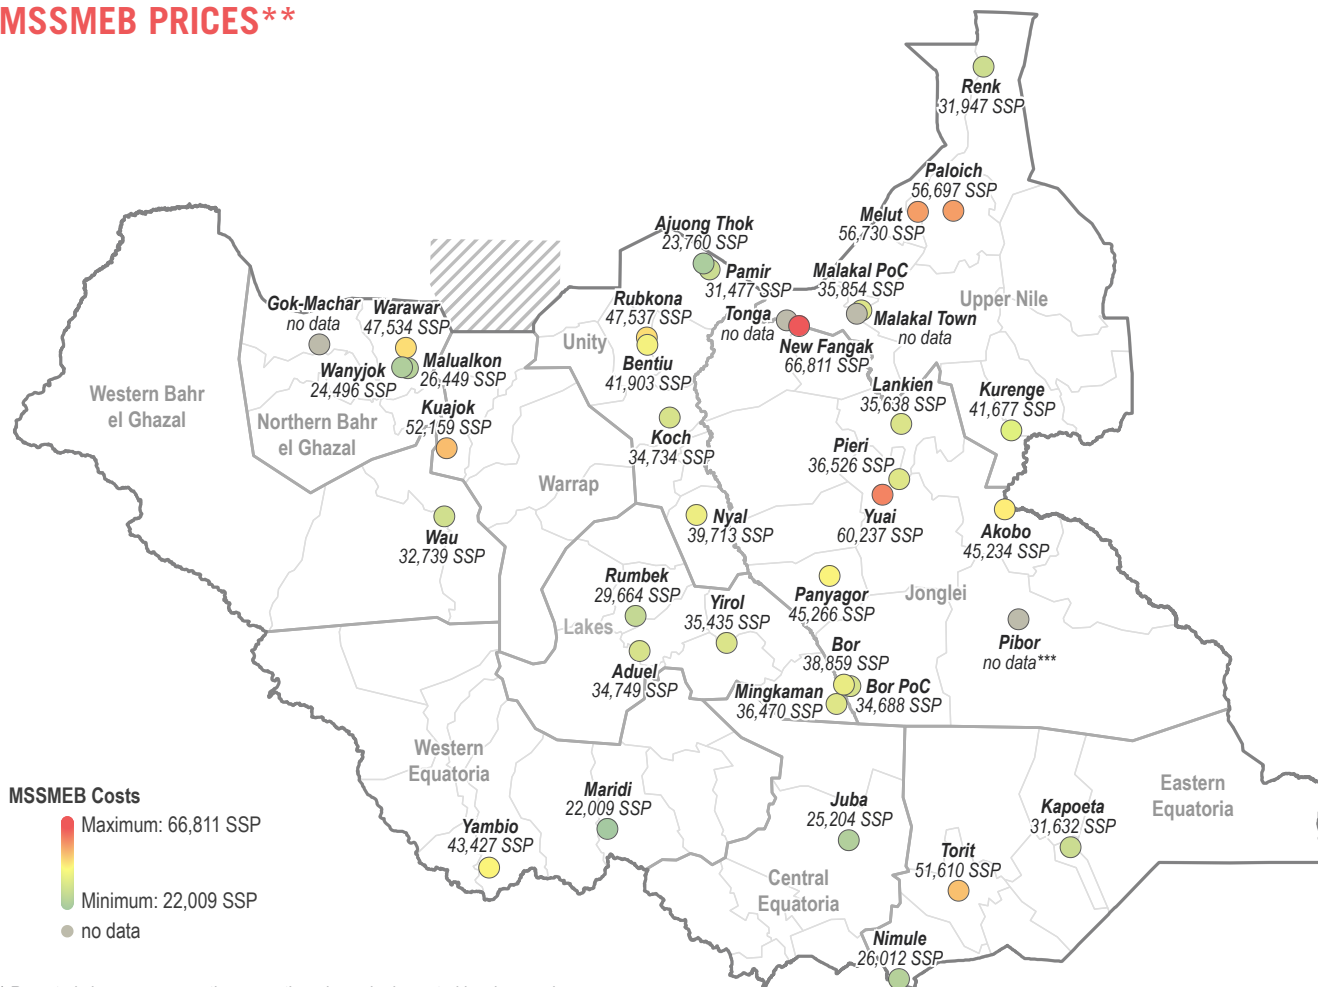 MSSMEB PRICES**
Renk
31,947 SSP
Paloich
56,697 SSP
Melut
56,730 SSP
Ajuong Thok
23,760 SSP
Pamir
31,477 SSP
Malakal PoC
35,854 SSP
Upper Nile
Malakal Town
no data
Tonga
no data
New Fangak
66,811 SSP
Gok-Machar
no data
Warawar
47,534 SSP
Rubkona
47,537 SSP
Unity
Bentiu
41,903 SSP
Wanyjok
24,496 SSP
Malualkon
26,449 SSP
Western Bahr
el Ghazal
Northern Bahr
el Ghazal
Kuajok
52,159 SSP
Lankien
35,638 SSP
Kurenge
41,677 SSP
Koch
34,734 SSP
Pieri
36,526 SSP
Warrap
Yuai
60,237 SSP
Nyal
39,713 SSP
Akobo
45,234 SSP
Wau
32,739 SSP
Rumbek
29,664 SSP
Lakes
Yirol
35,435 SSP
Panyagor
45,266 SSP
Jonglei
Pibor
no data***
Aduel
34,749 SSP
Bor
38,859 SSP
Mingkaman
36,470 SSP
Bor PoC
34,688 SSP
Western
Equatoria
Eastern
Equatoria
Maridi
22,009 SSP
Yambio
43,427 SSP
Juba
25,204 SSP
Kapoeta
31,632 SSP
Torit
51,610 SSP
Central
Equatoria
Nimule
26,012 SSP
MSSMEB Costs
Maximum: 66,811 SSP
Minimum: 22,009 SSP
no data